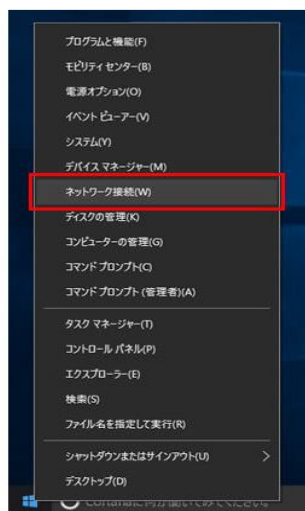 プログラムと機能(F)
モビリティ センター(B)
電源オプション(O)
イベント ビューアー(V)
システム(Y)
デバイス マネージャー(M)
ネットワーク接続(W)
ディスクの管理(K)
コンピューターの管理(G)
コマンド プロンプト(C)
コマンド プロンプト (管理者)(A)
タスク マネージャー(T)
コントロール パネル(P)
エクスプローラー(E)
検索(S)
ファイル名を指定して実行(R)
シャットダウンまたはサインアウト(U)
デスクトップ(D)